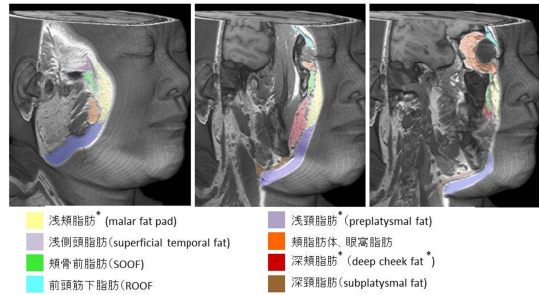 浅頬脂肪* (malar fat pad)
浅側頭脂肪(superficial temporal fat)
頬骨前脂肪(SOOF)
前頭筋下脂肪(ROOF
浅頸脂肪*(preplatysmal fat)
頬脂肪体、眼窩脂肪
深頬脂肪*(deep cheek fat*)
深頸脂肪(subplatysmal fat)